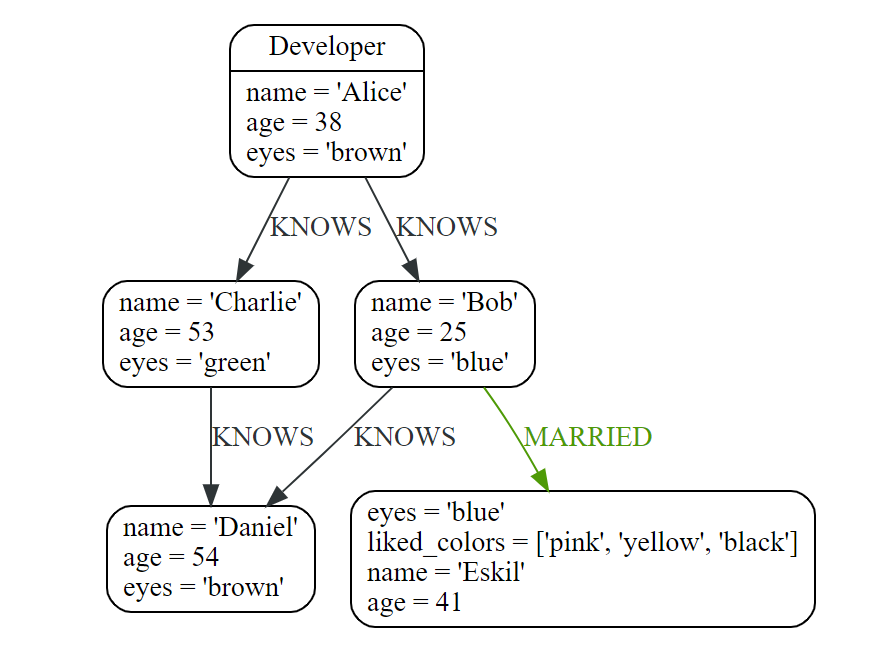 Developer
name = 'Alice'
age = 38
eyes = 'brown'
KNOWS
KNOWS
name = 'Charlie'
age = 53
eyes = 'green'
name = 'Bob'
age = 25
eyes = 'blue'
KNOWS
KNOWS
MARRIED
name = 'Daniel'
age = 54
eyes = 'brown'
eyes = 'blue'
liked_colors = ['pink', 'yellow', 'black']
name = 'Eskil'
age = 41